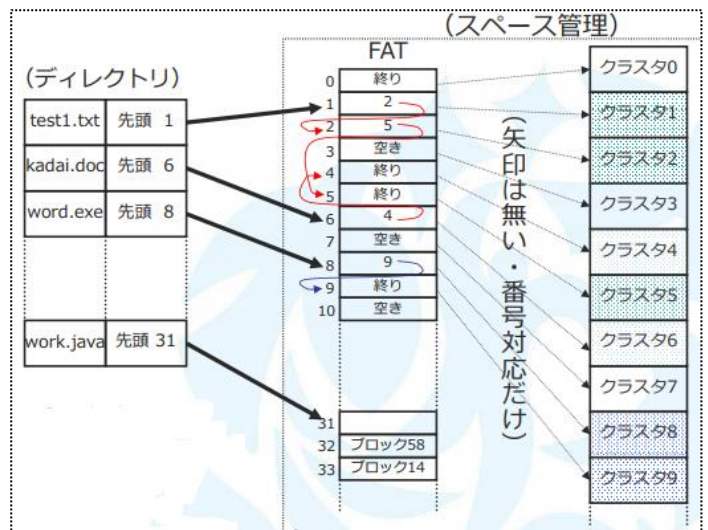 (スペース管理)
(ディレクトリ)
test1.txt 先頭 1
kadai.doc 先頭 6
word.exe 先頭 8
work.java 先頭 31
FAT
0 終り
1 2
2 5
3 空き
4 終り
5 終り
6 4
7 空き
8 9
9 終り
10 空き
31
32 ブロック58
33 ブロック14
(矢印は無い・番号対応だけ)
クラスタ0
クラスタ1
クラスタ2
クラスタ3
クラスタ4
クラスタ5
クラスタ6
クラスタ7
クラスタ8
クラスタ9